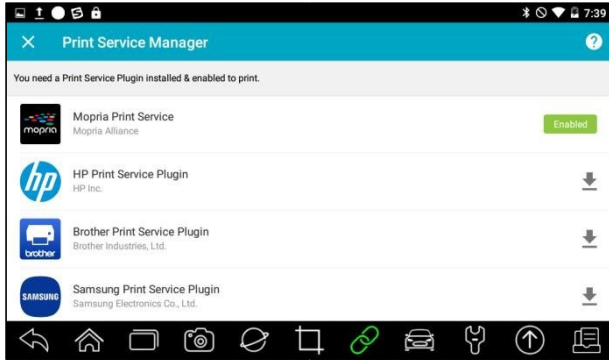 7:39
Print Service Manager
?
You need a Print Service Plugin installed & enabled to print.
mopria
Mopria Print Service
Mopria Alliance
Enabled
hp
HP Print Service Plugin
HP Inc.
brother
Brother Print Service Plugin
Brother Industries, Ltd.
SAMSUNG
Samsung Print Service Plugin
Samsung Electronics Co., Ltd.